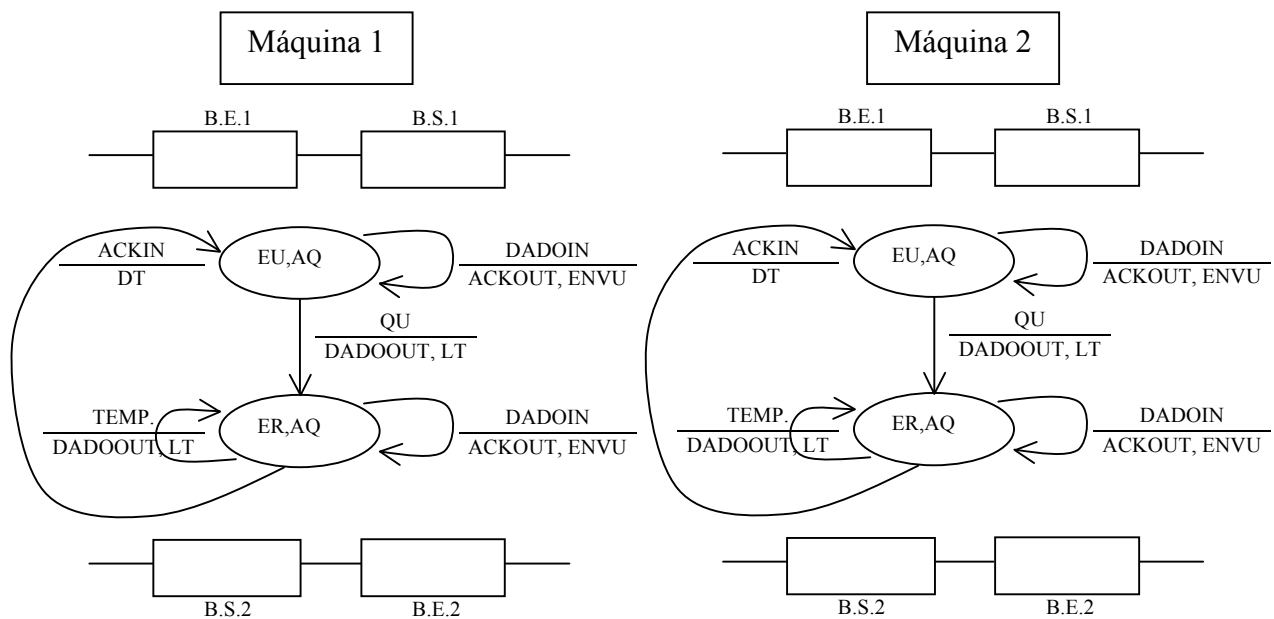 Máquina 1
B.E.1
B.S.1
ACKIN
DT
EU,AQ
DADOIN
ACKOUT, ENVU
QU
DADOOUT, LT
TEMP.
DADOOUT, LT
ER,AQ
DADOIN
ACKOUT, ENVU
B.S.2
B.E.2
Máquina 2
B.E.1
B.S.1
ACKIN
DT
EU,AQ
DADOIN
ACKOUT, ENVU
QU
DADOOUT, LT
TEMP.
DADOOUT, LT
ER,AQ
DADOIN
ACKOUT, ENVU
B.S.2
B.E.2